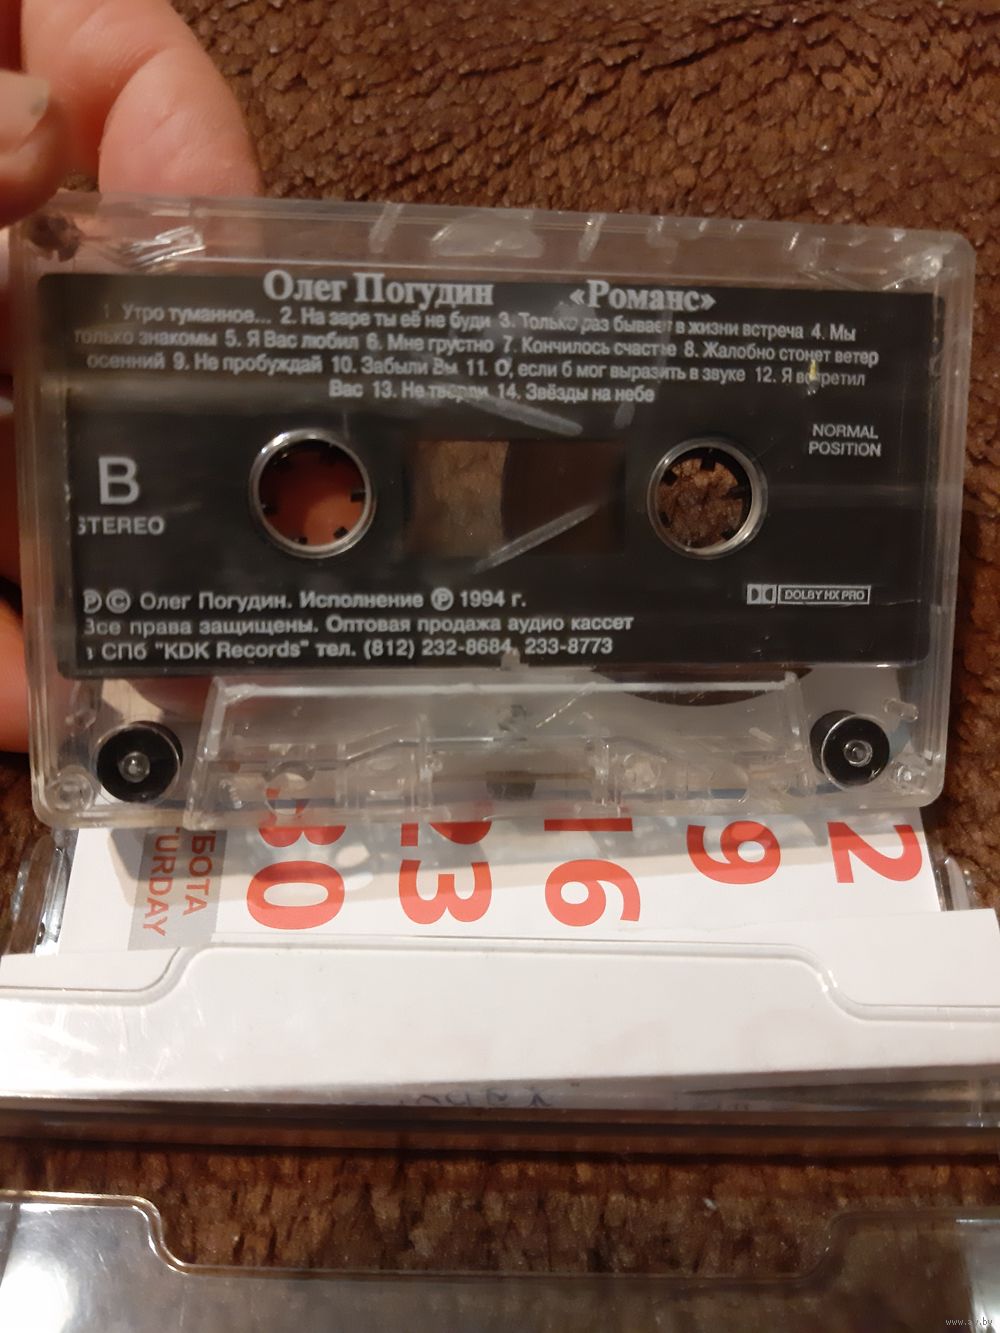 Олег Погудин «Романс»
1 Утро туманное... 2. На заре ты её не буди 3. Только раз бывает в жизни встреча 4. Мы
только знакомы 5. Я Вас любил 6. Мне грустно 7. Кончилось счастье 8. Жалобно стонет ветер
осенний 9. Не пробуждай 10. Забыли Вы 11. О, если б мог выразить в звуке 12. Я встретил
Вас 13. Не тверди 14. Звёзды на небе
NORMAL
POSITION
B
STEREO
DOLBY HX PRO
Ⓟ © Олег Погудин. Исполнение Ⓟ 1994 г.
Все права защищены. Оптовая продажа аудио кассет
СПб "KDK Records" тел. (812) 232-8684, 233-8773
30 23 16 9 2
БОТА
TURDAY